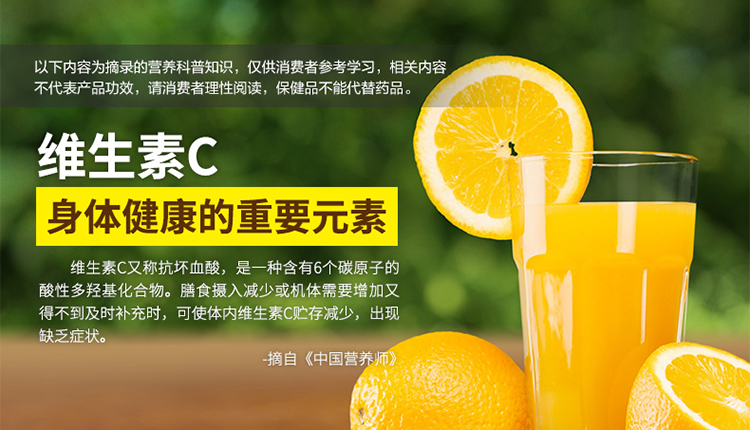 以下内容为摘录的营养科普知识，仅供消费者参考学习，相关内容
不代表产品功效，请消费者理性阅读，保健品不能代替药品。
维生素C
身体健康的重要元素
维生素C又称抗坏血酸，是一种含有6个碳原子的
酸性多羟基化合物。膳食摄入减少或机体需要增加又
得不到及时补充时，可使体内维生素C贮存减少，出现
缺乏症状。
-摘自《中国营养师》